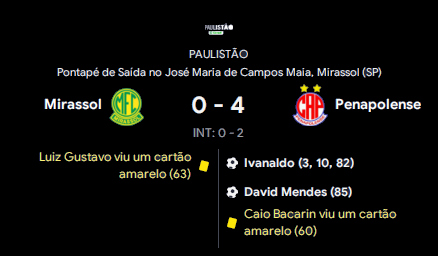 PAULISTÃO
PAULISTÃO
Pontapé de Saída no José Maria de Campos Maia, Mirassol (SP)
Mirassol 0 - 4 Penapolense
INT: 0 - 2
Luiz Gustavo viu um cartão
amarelo (63)
Ivanaldo (3, 10, 82)
David Mendes (85)
Caio Bacarin viu um cartão
amarelo (60)